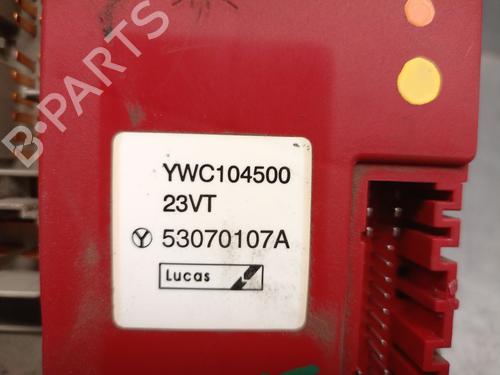 YWC104500
23VT
Y 53070107A
Lucas
B-PARTS